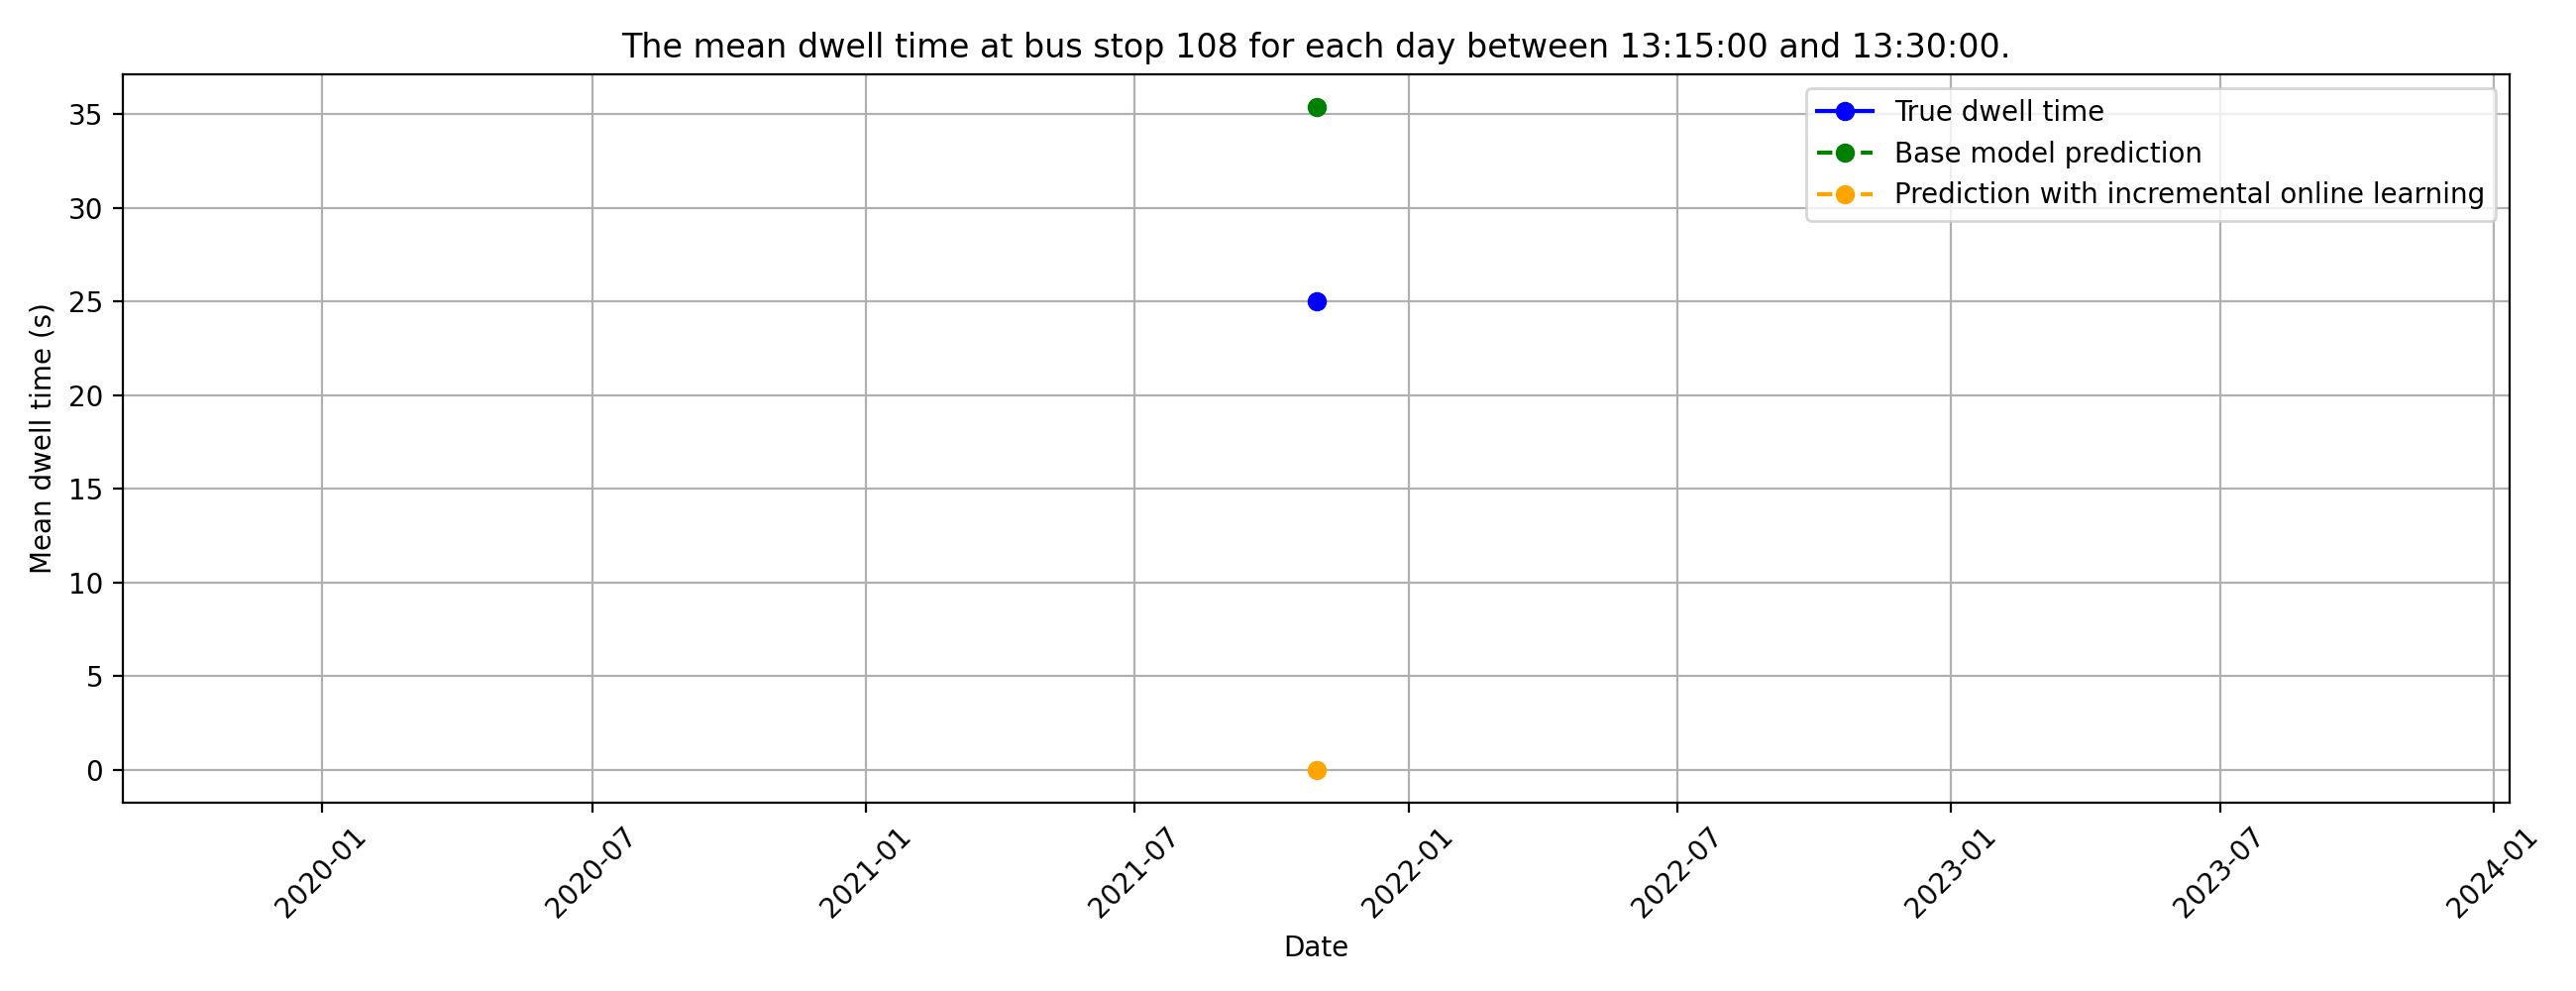 The mean dwell time at bus stop 108 for each day between 13:15:00 and 13:30:00.
True dwell time
Base model prediction
Prediction with incremental online learning
Mean dwell time (s)
35
30
25
20
15
10
5
0
2020-01
2020-07
2021-01
2021-07
2022-01
2022-07
2023-01
2023-07
2024-01
Date